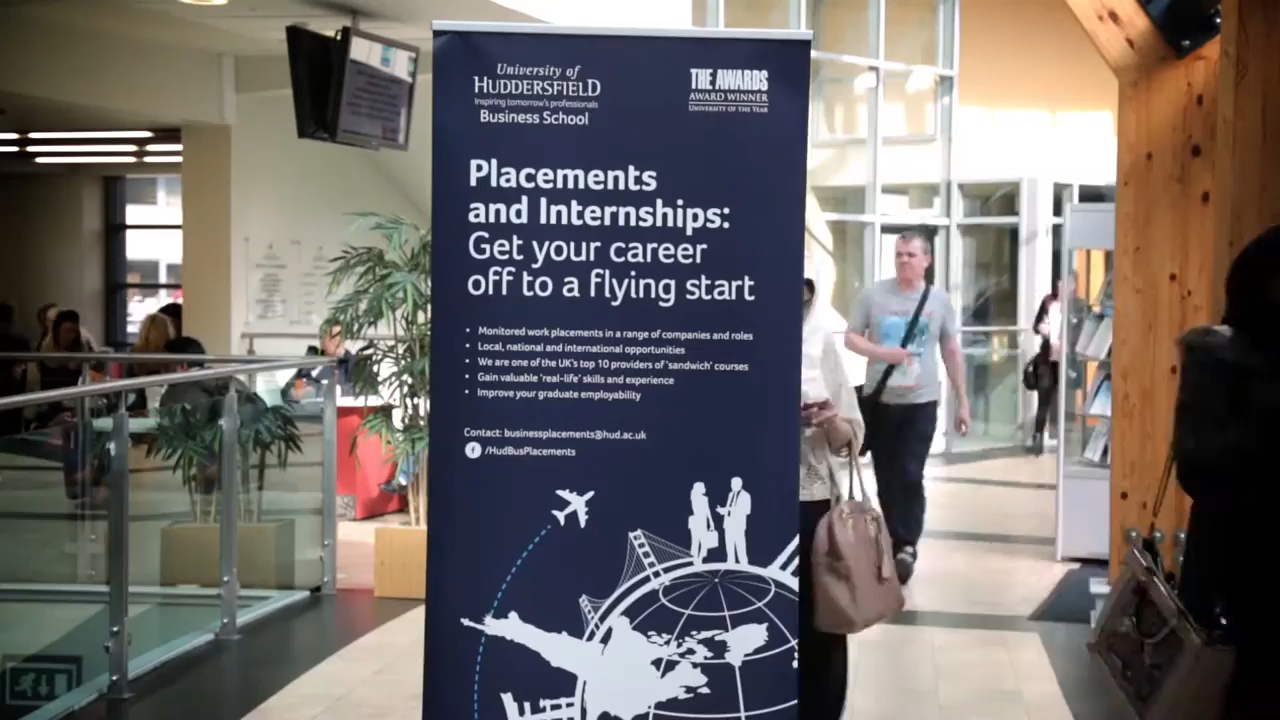 University of
HUDDERSFIELD
Inspiring tomorrow's professionals
Business School
THE AWARDS
AWARD WINNER
UNIVERSITY OF THE YEAR
Placements
and Internships:
Get your career
off to a flying start
• Monitored work placements in a range of companies and roles
• Local, national and international opportunities
• We are one of the UK's top 10 providers of 'sandwich' courses
• Gain valuable 'real-life' skills and experience
• Improve your graduate employability
Contact: businessplacements@hud.ac.uk
f /HudBusPlacements